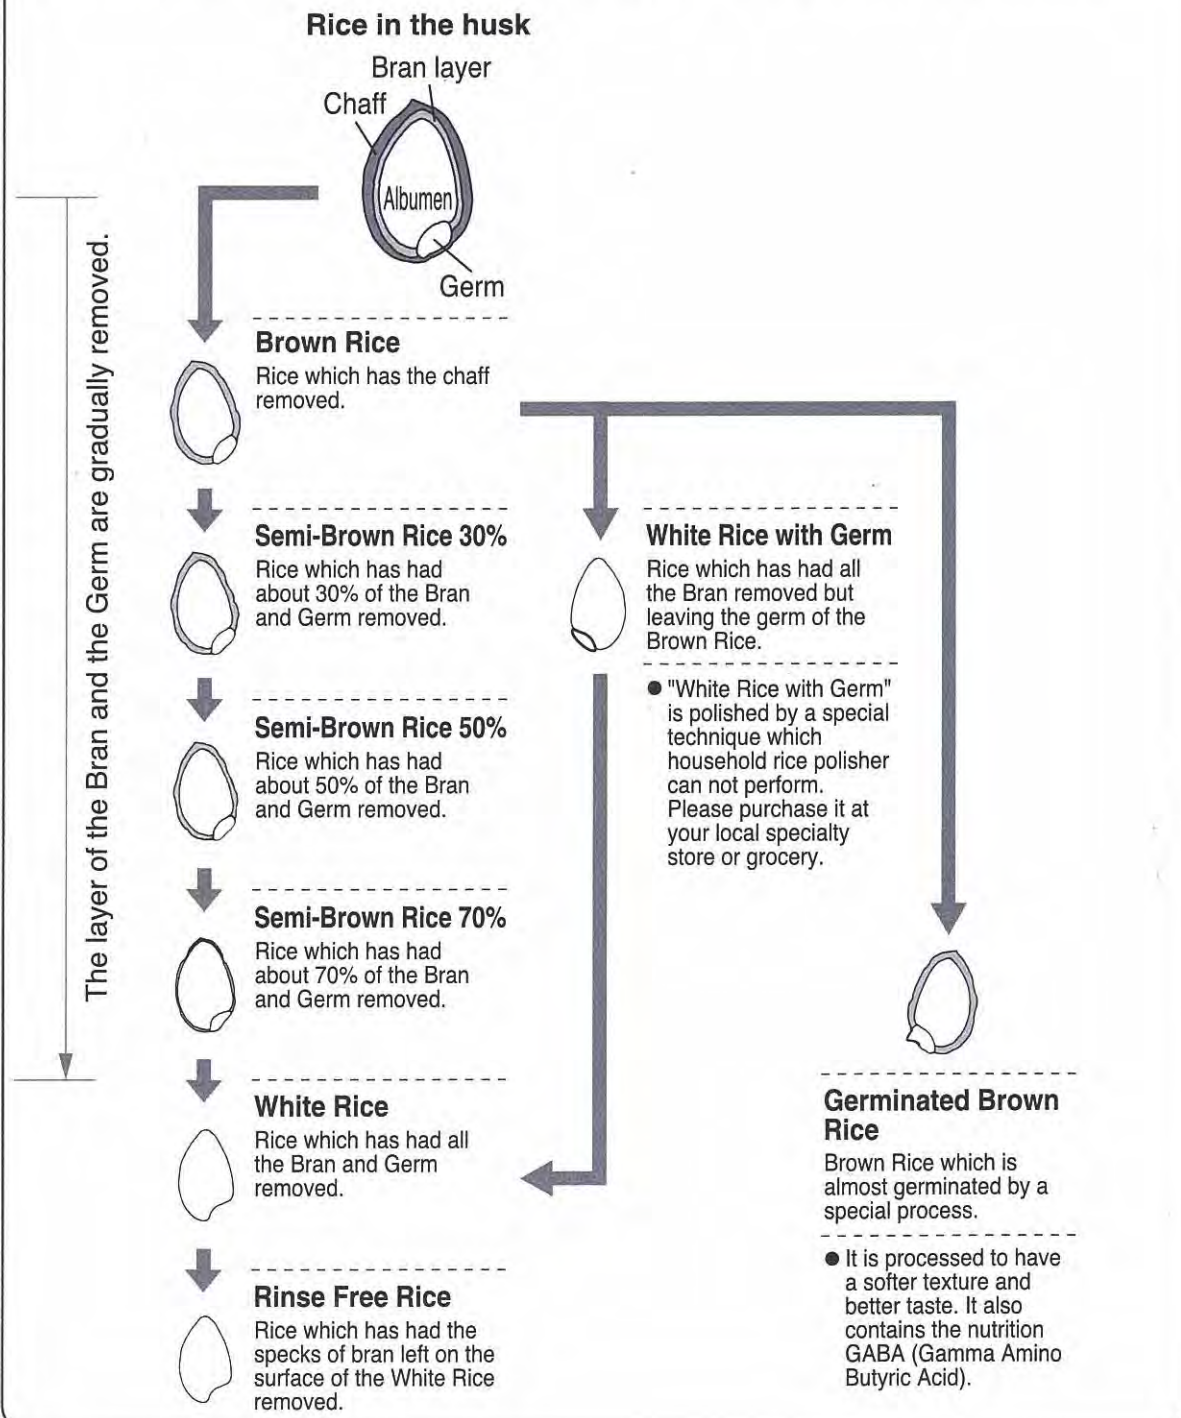 Rice in the husk
Bran layer
Chaff
Albumen
Germ
The layer of the Bran and the Germ are gradually removed.
Brown Rice
Rice which has the chaff
removed.
Semi-Brown Rice 30%
Rice which has had
about 30% of the Bran
and Germ removed.
Semi-Brown Rice 50%
Rice which has had
about 50% of the Bran
and Germ removed.
Semi-Brown Rice 70%
Rice which has had
about 70% of the Bran
and Germ removed.
White Rice
Rice which has had all
the Bran and Germ
removed.
Rinse Free Rice
Rice which has had the
specks of bran left on the
surface of the White Rice
removed.
White Rice with Germ
Rice which has had all
the Bran removed but
leaving the germ of the
Brown Rice.
● "White Rice with Germ"
is polished by a special
technique which
household rice polisher
can not perform.
Please purchase it at
your local specialty
store or grocery.
Germinated Brown
Rice
Brown Rice which is
almost germinated by a
special process.
● It is processed to have
a softer texture and
better taste. It also
contains the nutrition
GABA (Gamma Amino
Butyric Acid).